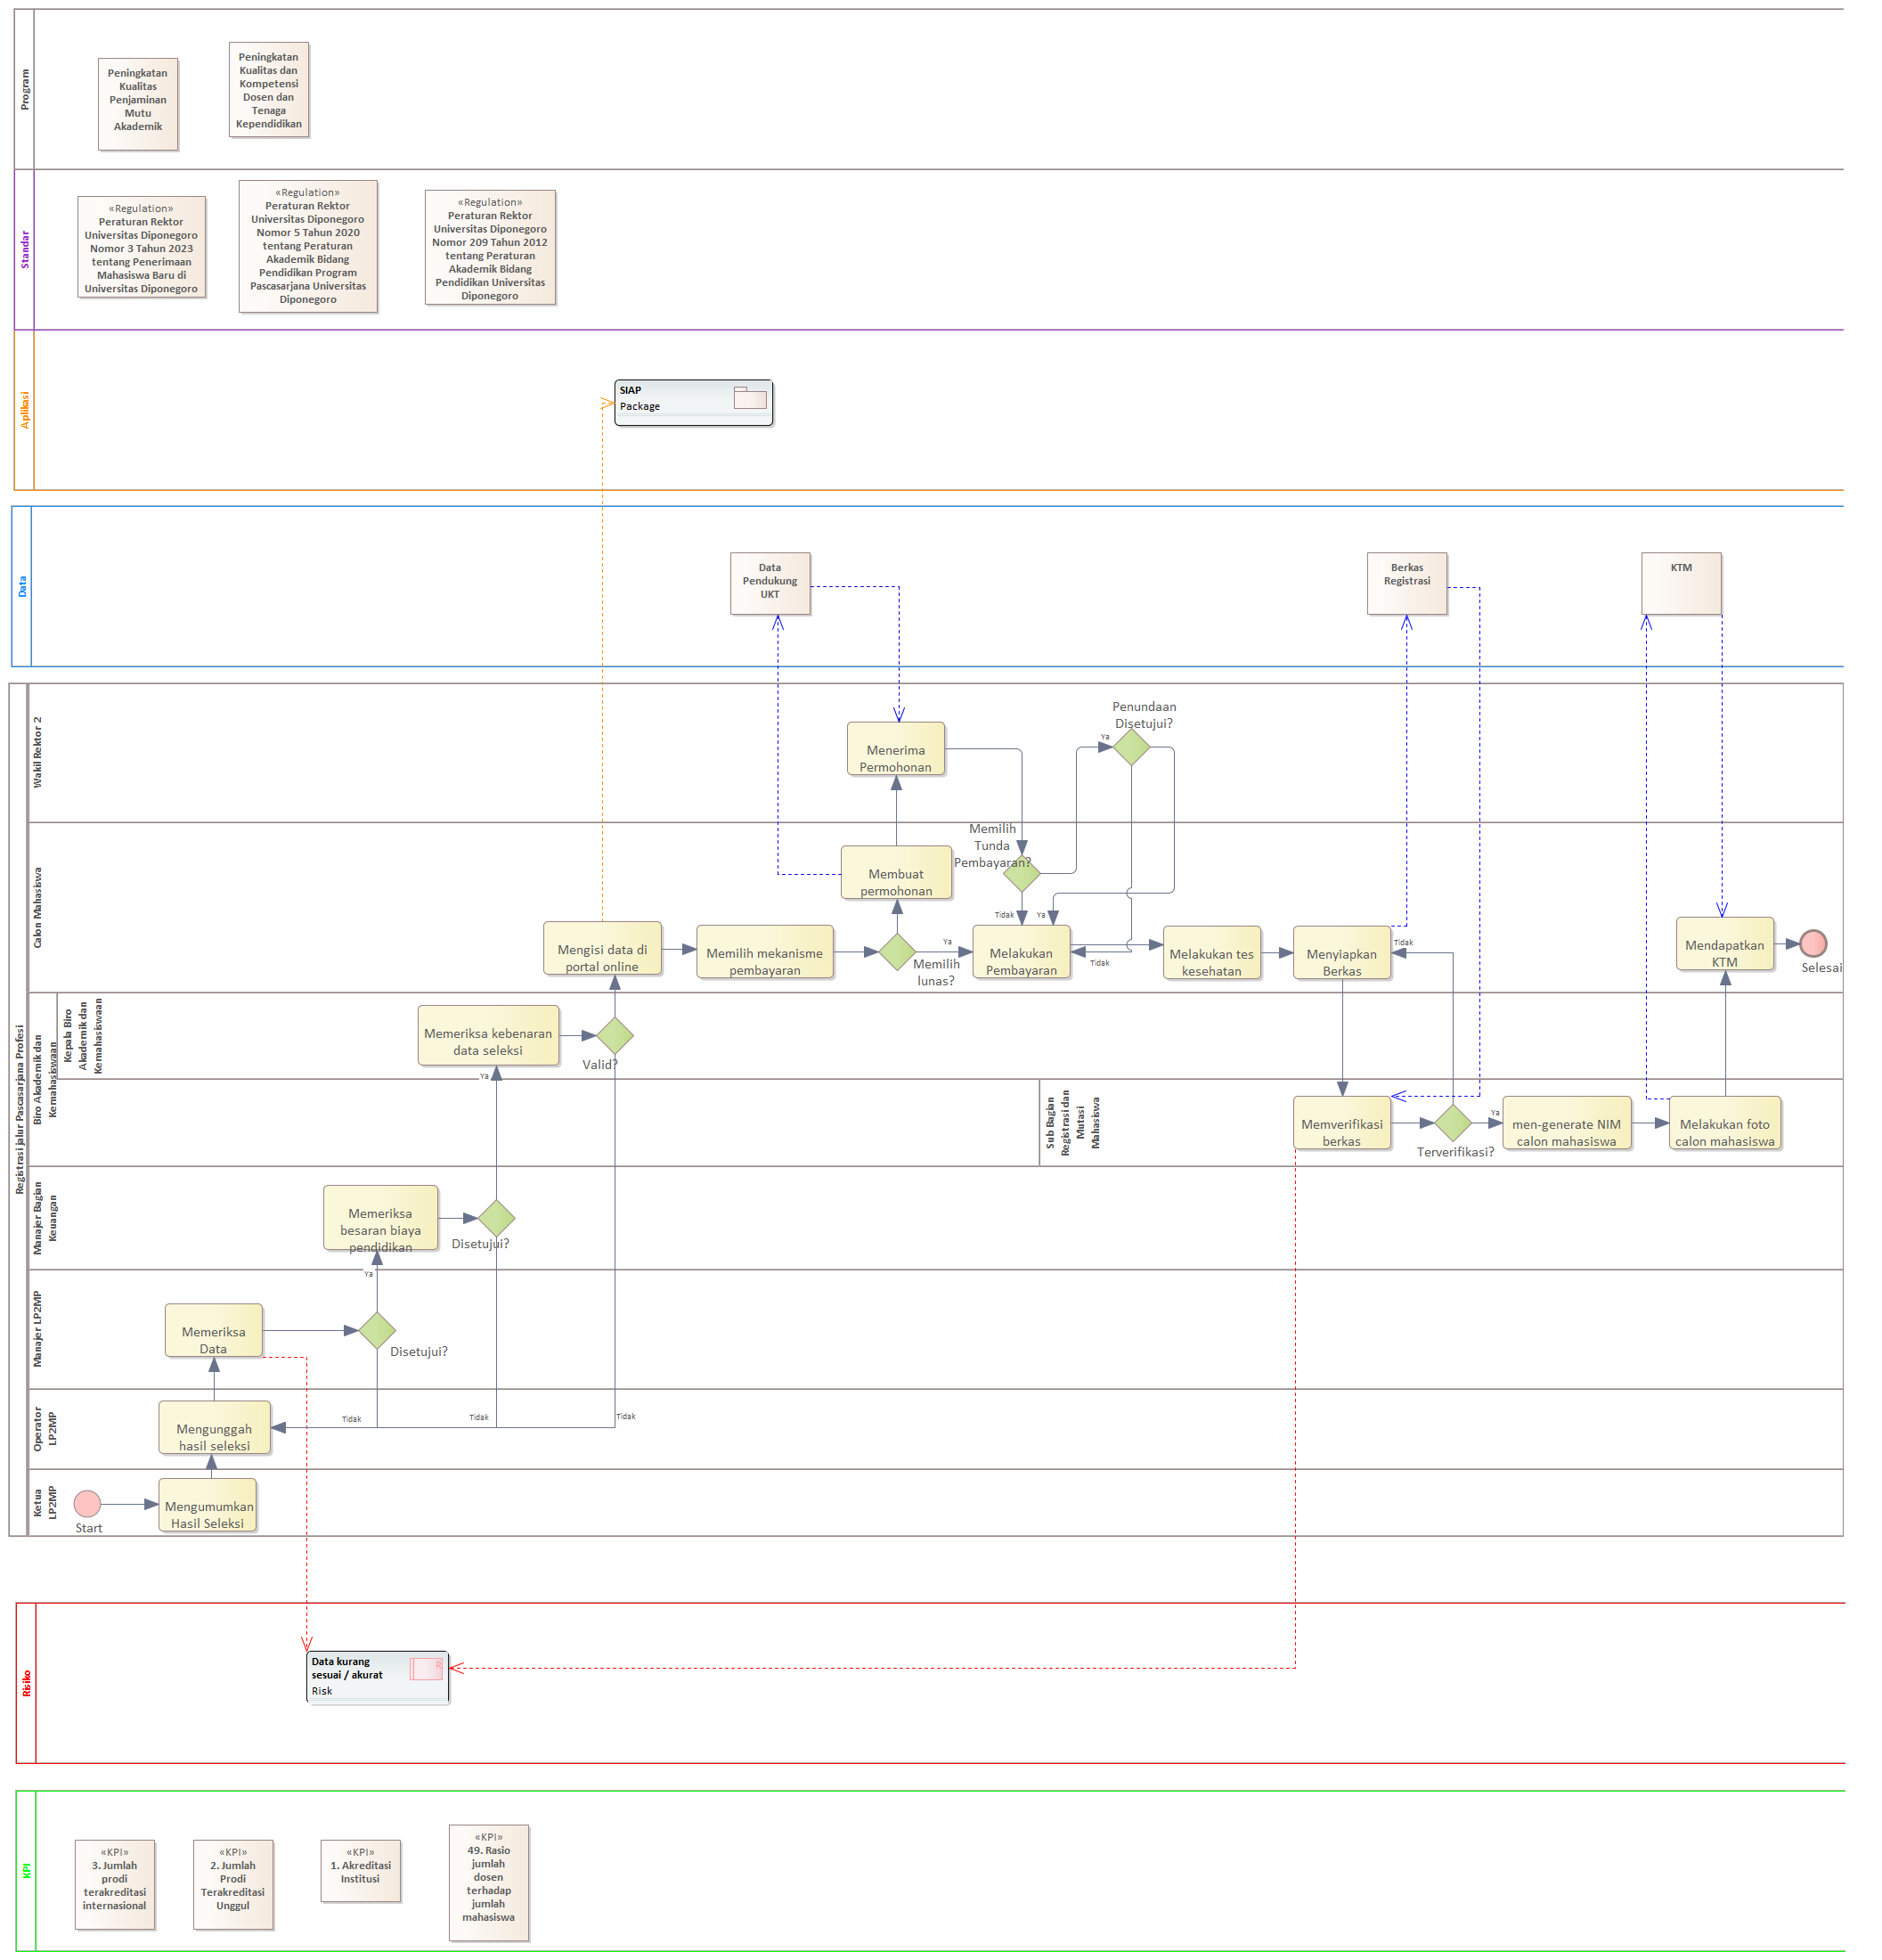 Program
Peningkatan
Kualitas
Penjaminan
Mutu
Akademik
Peningkatan
Kualitas dan
Kompetensi
Dosen dan
Tenaga
Kependidikan
Standar
«Regulation»
Peraturan Rektor
Universitas Diponegoro
Nomor 3 Tahun 2023
tentang Penerimaan
Mahasiswa Baru di
Universitas Diponegoro
«Regulation»
Peraturan Rektor
Universitas Diponegoro
Nomor 5 Tahun 2020
tentang Peraturan
Akademik Bidang
Pendidikan Program
Pascasarjana Universitas
Diponegoro
«Regulation»
Peraturan Rektor
Universitas Diponegoro
Nomor 209 Tahun 2012
tentang Peraturan
Akademik Bidang
Pendidikan Universitas
Diponegoro
Aplikasi
SIAP
Package
Data
Data
Pendukung
UKT
Berkas
Registrasi
KTM
Registrasi jalur Pascasarjana Profesi
Wakil Rektor 2
Menerima
Permohonan
Penundaan
Disetujui?
Ya
Calon Mahasiswa
Memilih
Tunda
Pembayaran?
Membuat
permohonan
Tidak
Ya
Mengisi data di
portal online
Memilih mekanisme
pembayaran
Ya
Memilih
lunas?
Melakukan
Pembayaran
Tidak
Melakukan tes
kesehatan
Menyiapkan
Berkas
Tidak
Mendapatkan
KTM
Selesai
Biro Akademik dan
Kemahasiswaan
Kepala Biro
Akademik dan
Kemahasiswaan
Memeriksa kebenaran
data seleksi
Valid?
Ya
Sub Bagian
Registrasi dan
Mutasi
Mahasiswa
Memverifikasi
berkas
Terverifikasi?
Ya
men-generate NIM
calon mahasiswa
Melakukan foto
calon mahasiswa
Manajer Bagian
Keuangan
Memeriksa
besaran biaya
pendidikan
Disetujui?
Ya
Manajer LP2MP
Memeriksa
Data
Disetujui?
Operator
LP2MP
Mengunggah
hasil seleksi
Tidak
Tidak
Tidak
Ketua
LP2MP
Start
Mengumumkan
Hasil Seleksi
Risiko
Data kurang
sesuai / akurat
Risk
KPI
«KPI»
3. Jumlah
prodi
terakreditasi
internasional
«KPI»
2. Jumlah
Prodi
Terakreditasi
Unggul
«KPI»
1. Akreditasi
Institusi
«KPI»
49. Rasio
jumlah
dosen
terhadap
jumlah
mahasiswa